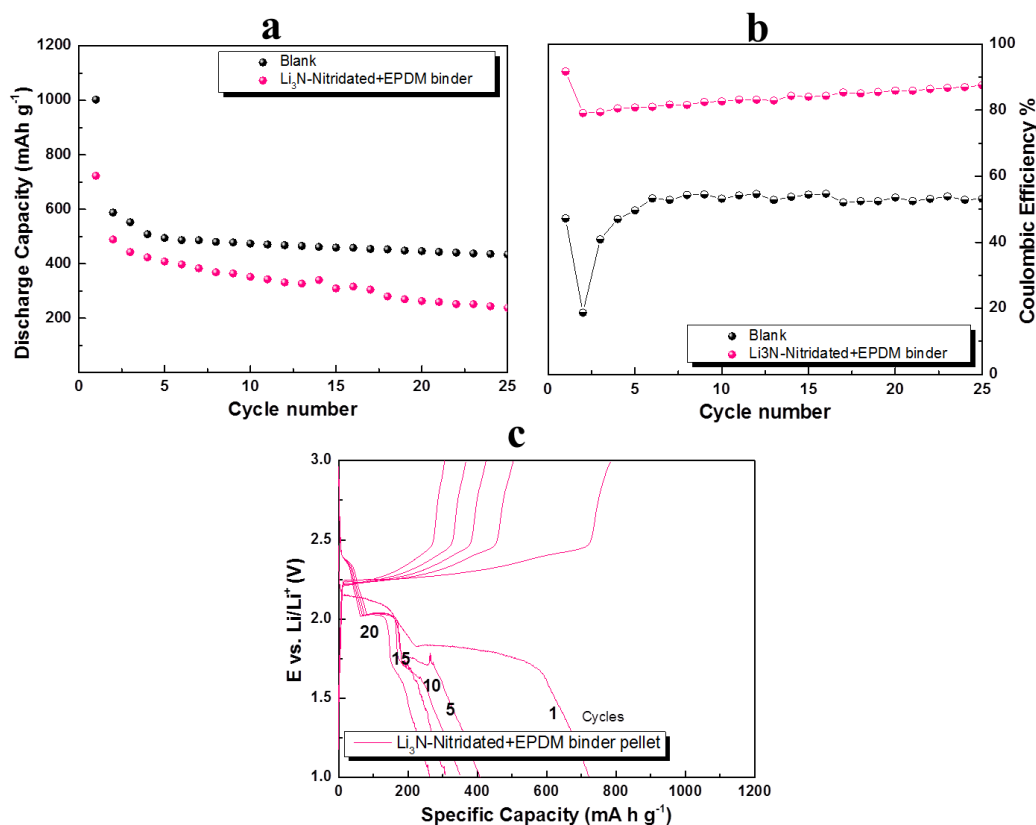 a
1200
1000
800
600
400
200
Discharge Capacity (mAh g⁻¹)
Blank
Li₃N-Nitridated+EPDM binder
0
5
10
15
20
25
Cycle number
b
100
80
60
40
20
0
Coulombic Efficiency %
Blank
Li3N-Nitridated+EPDM binder
0
5
10
15
20
25
Cycle number
c
3.0
2.5
2.0
1.5
1.0
E vs. Li/Li⁺ (V)
20
15
10
5
1
Cycles
Li₃N-Nitridated+EPDM binder pellet
0
200
400
600
800
1000
1200
Specific Capacity (mA h g⁻¹)